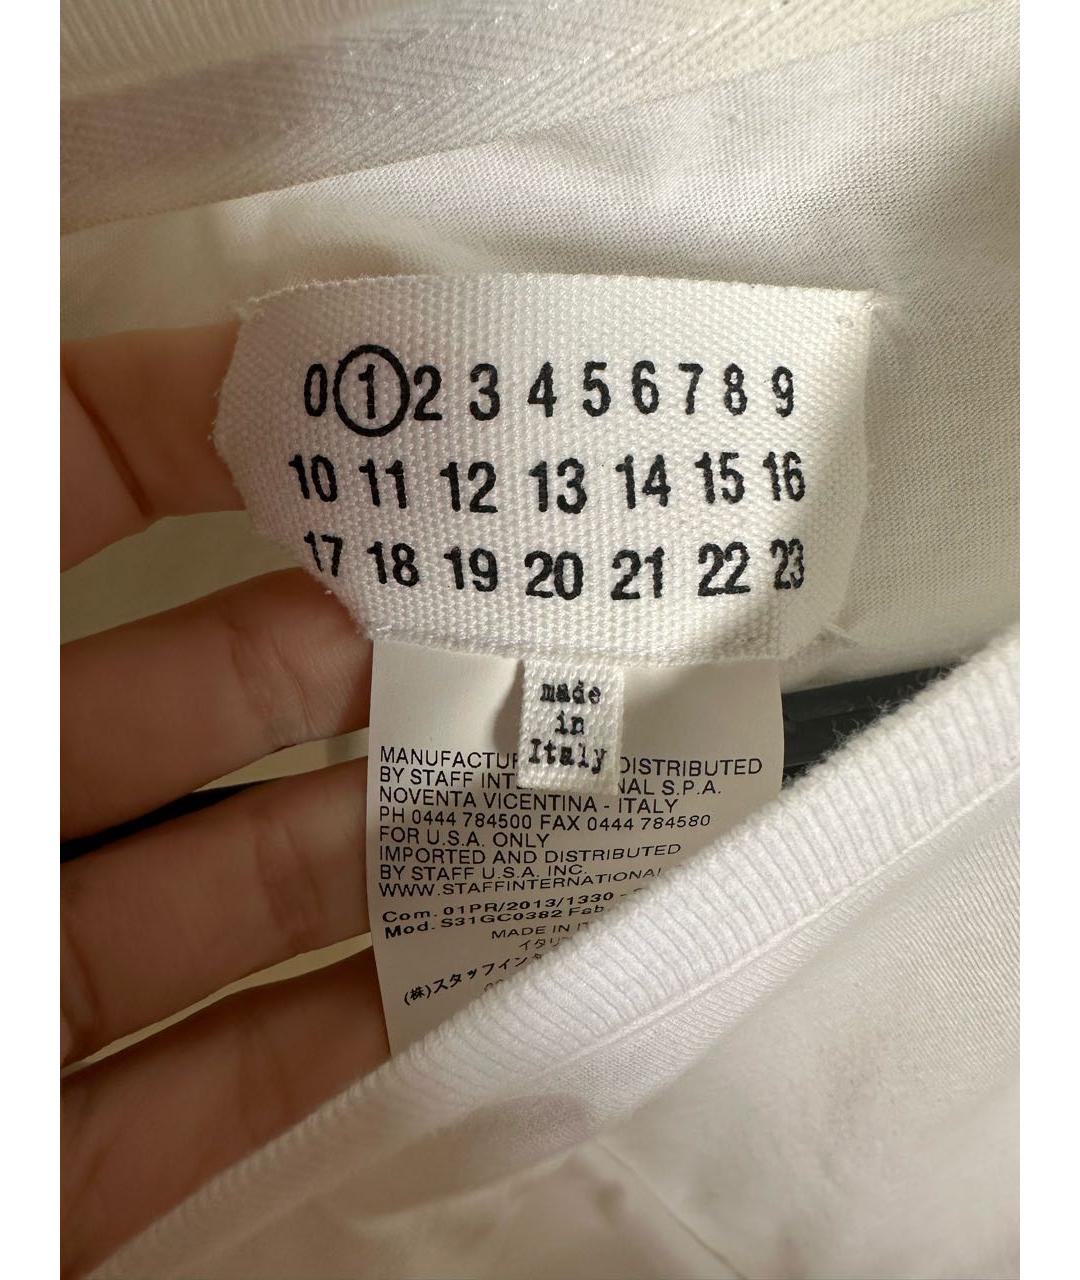 0 1 2 3 4 5 6 7 8 9
10 11 12 13 14 15 16
17 18 19 20 21 22 23
made
in
Italy
MANUFACTU DISTRIBUTED
BY STAFF INT NAL S.P.A.
NOVENTA VICENTINA - ITALY
PH 0444 784500 FAX 0444 784580
FOR U.S.A. ONLY
IMPORTED AND DISTRIBUTED
BY STAFF U.S.A. INC.
WWW.STAFFINTERNATIONAL
Com. 01PR/2013/1330 -
Mod. S31GC0382 Fab.
MADE IN IT
イタリ
(株)スタッフイン